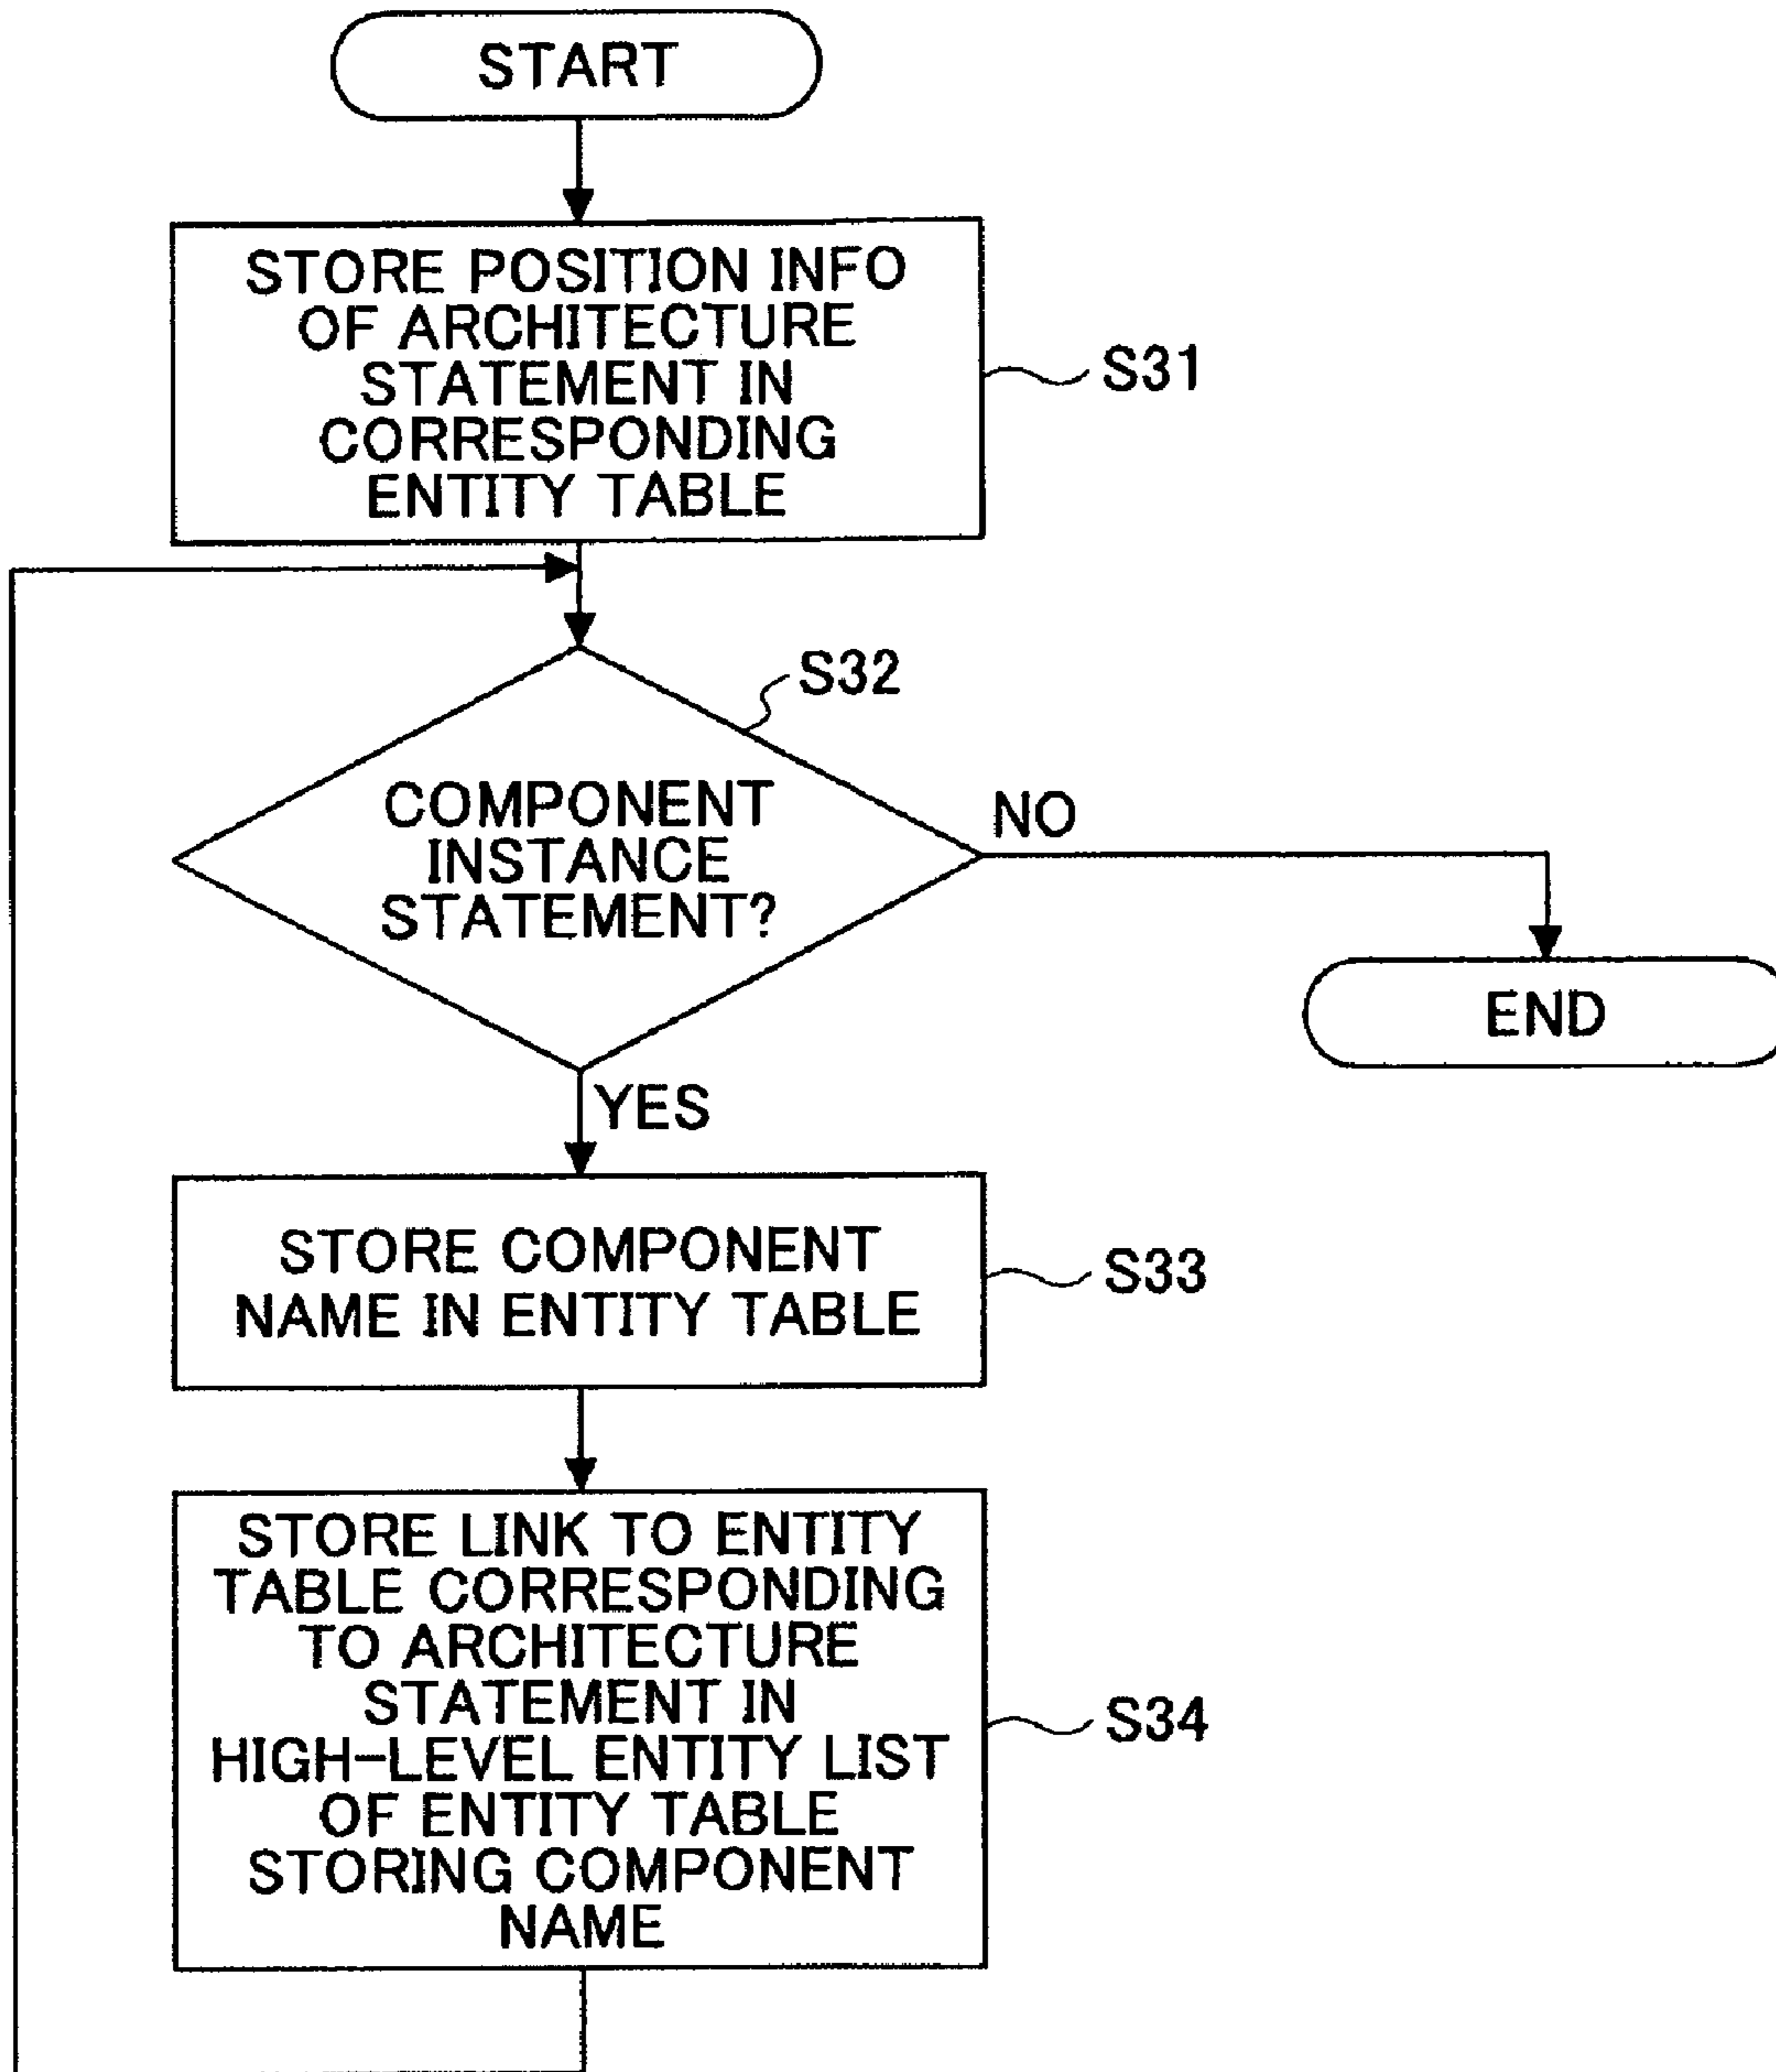 START
STORE POSITION INFO
OF ARCHITECTURE
STATEMENT IN
CORRESPONDING
ENTITY TABLE
S31
S32
COMPONENT
INSTANCE
STATEMENT?
NO
END
YES
STORE COMPONENT
NAME IN ENTITY TABLE
S33
STORE LINK TO ENTITY
TABLE CORRESPONDING
TO ARCHITECTURE
STATEMENT IN
HIGH-LEVEL ENTITY LIST
OF ENTITY TABLE
STORING COMPONENT
NAME
S34